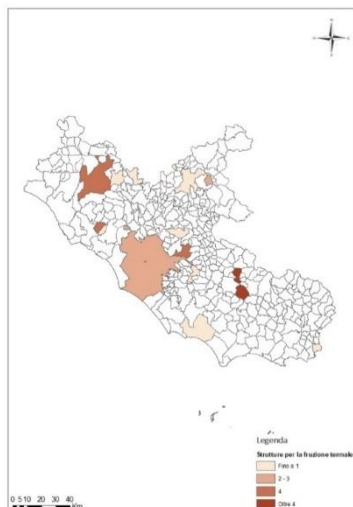 N
Legenda
Strutture per la fruizione termale
Fino a 1
2 - 3
4
Oltre 4
0 5 10 20 30 40
Km